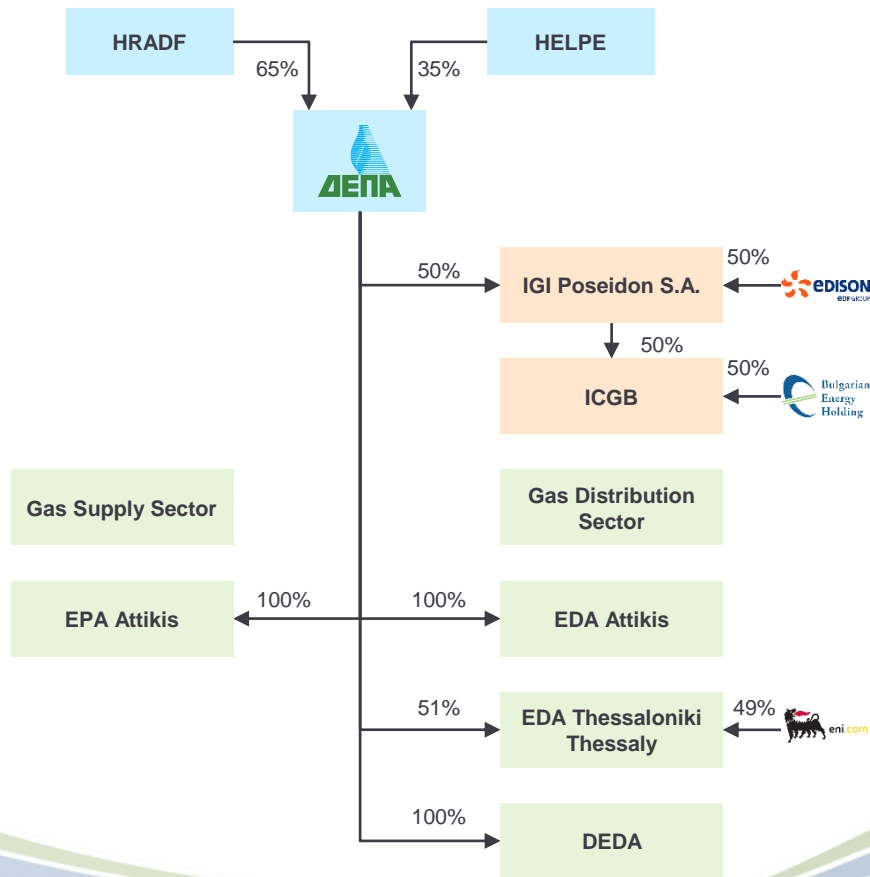 HRADF
HELPE
65%
35%
ΔΕΠΑ
50%
IGI Poseidon S.A.
50%
eDISON
eDF GROUP
50%
ICGB
50%
Bulgarian
Energy
Holding
Gas Supply Sector
Gas Distribution
Sector
EPA Attikis
100%
100%
EDA Attikis
51%
EDA Thessaloniki
Thessaly
49%
eni.com
100%
DEDA